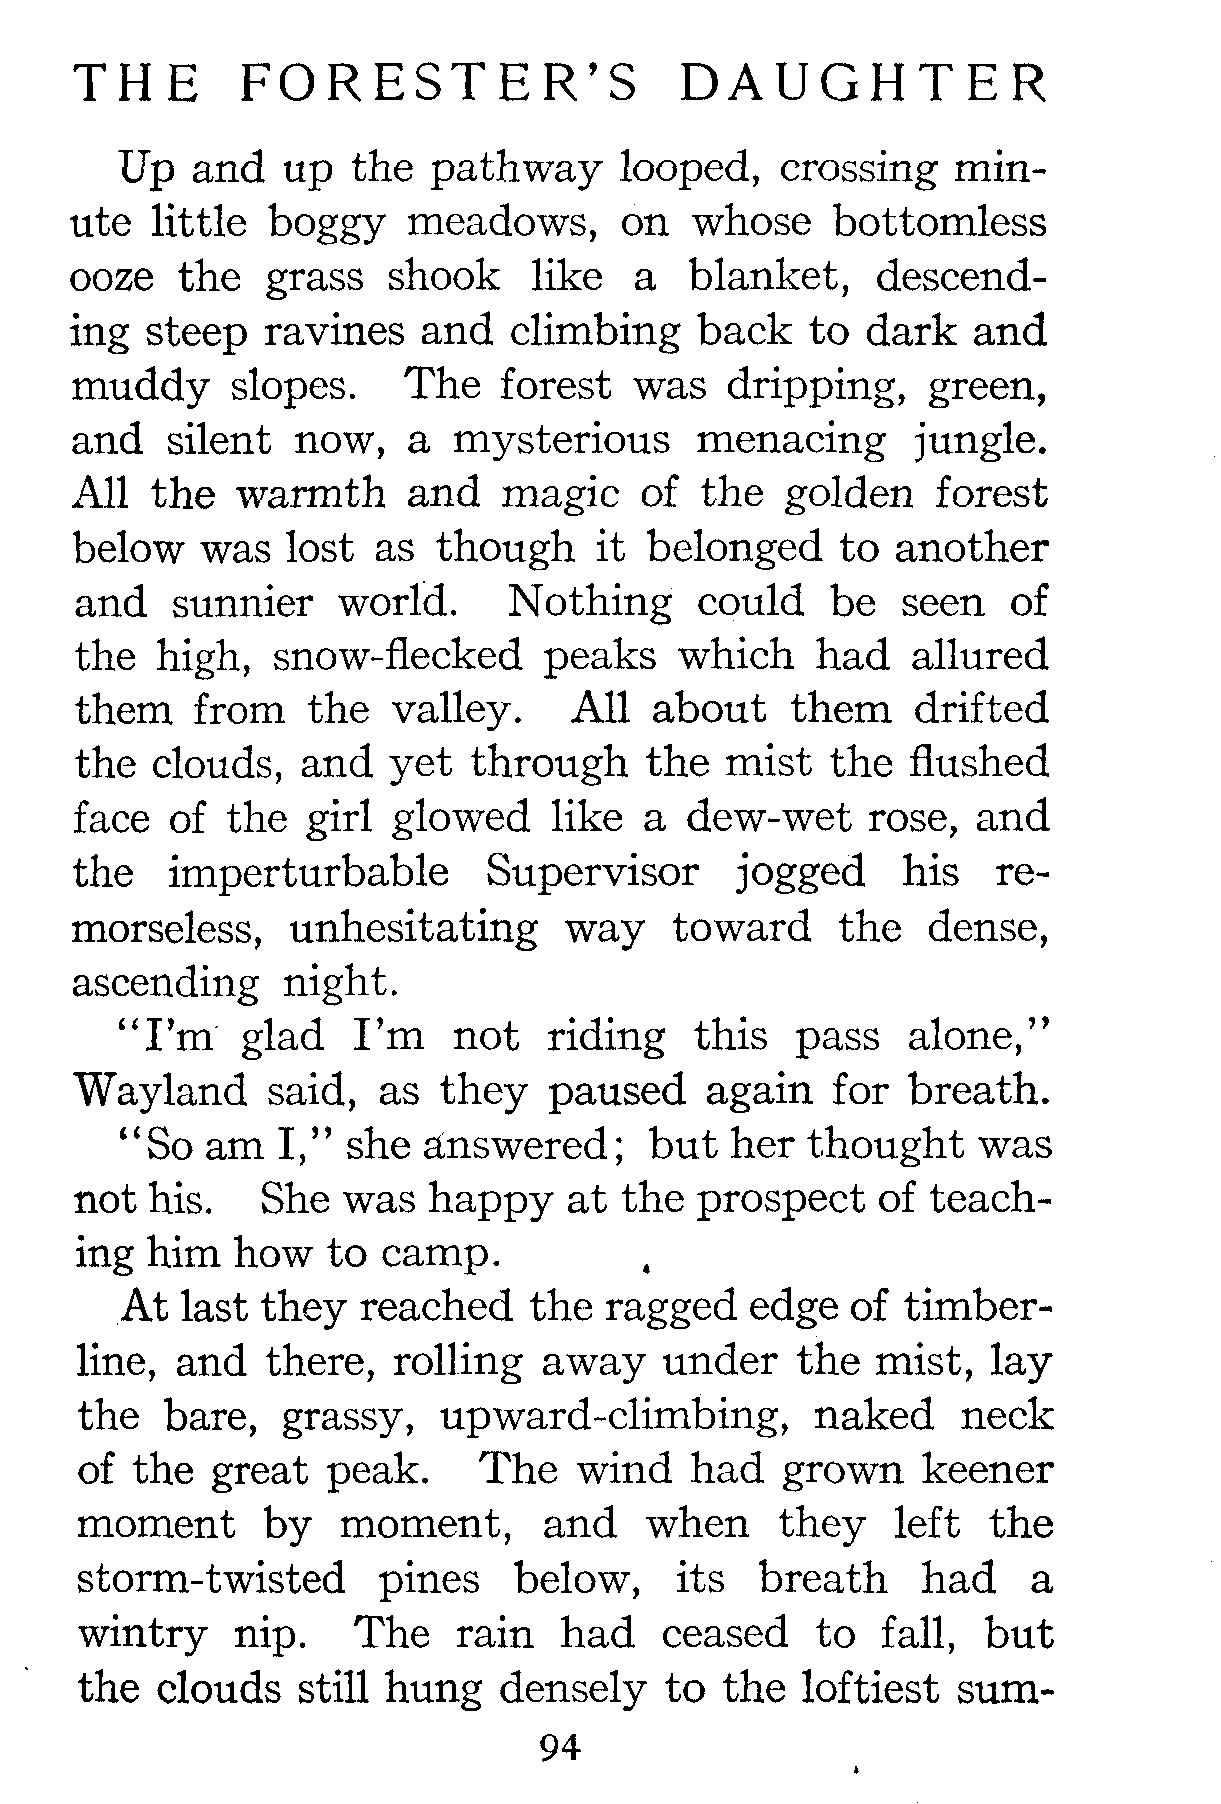 THE FORESTER'S DAUGHTER
Up and up the pathway looped, crossing min-
ute little boggy meadows, on whose bottomless
ooze the grass shook like a blanket, descend-
ing steep ravines and climbing back to dark and
muddy slopes. The forest was dripping, green,
and silent now, a mysterious menacing jungle.
All the warmth and magic of the golden forest
below was lost as though it belonged to another
and sunnier world. Nothing could be seen of
the high, snow-flecked peaks which had allured
them from the valley. All about them drifted
the clouds, and yet through the mist the flushed
face of the girl glowed like a dew-wet rose, and
the imperturbable Supervisor jogged his re-
morseless, unhesitating way toward the dense,
ascending night.
"I'm glad I'm not riding this pass alone,"
Wayland said, as they paused again for breath.
"So am I," she answered; but her thought was
not his. She was happy at the prospect of teach-
ing him how to camp.
At last they reached the ragged edge of timber-
line, and there, rolling away under the mist, lay
the bare, grassy, upward-climbing, naked neck
of the great peak. The wind had grown keener
moment by moment, and when they left the
storm-twisted pines below, its breath had a
wintry nip. The rain had ceased to fall, but
the clouds still hung densely to the loftiest sum-
94